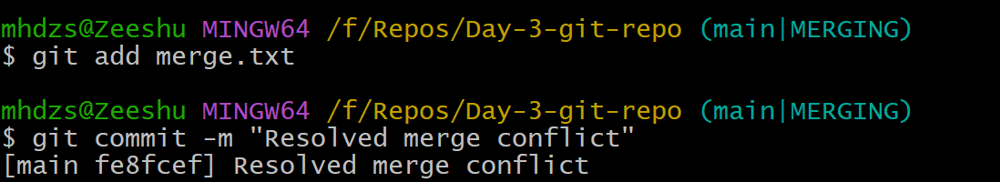 mhdzs@Zeeshu MINGW64 /f/Repos/Day-3-git-repo (main|MERGING)
$ git add merge.txt
mhdzs@Zeeshu MINGW64 /f/Repos/Day-3-git-repo (main|MERGING)
$ git commit -m "Resolved merge conflict"
[main fe8fcef] Resolved merge conflict